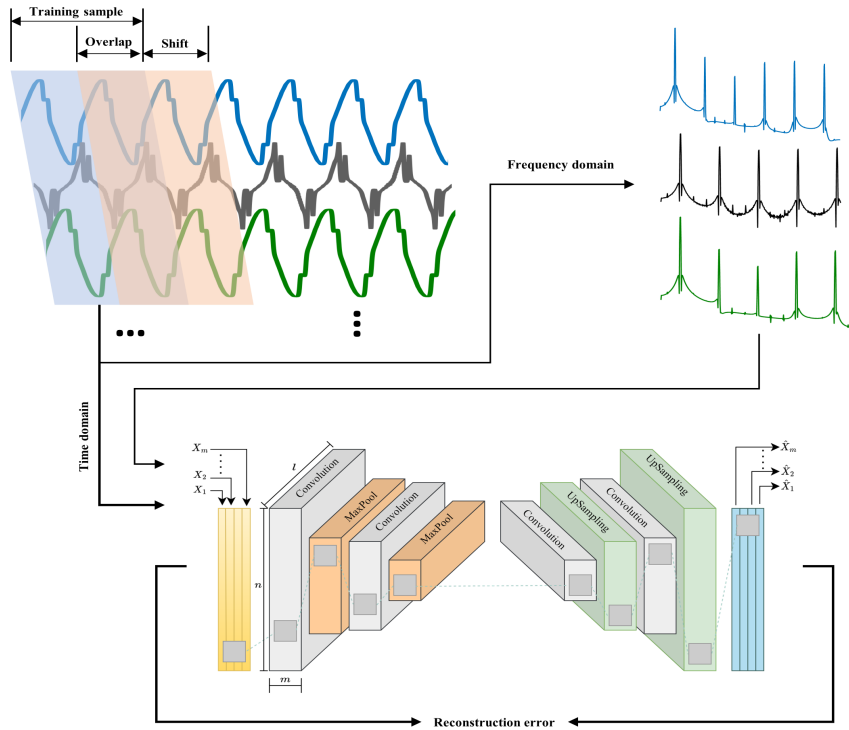 Training sample
Overlap
Shift
Frequency domain
Time domain
X_m
X_2
X_1
l
n
m
Convolution
MaxPool
Convolution
MaxPool
Convolution
UpSampling
Convolution
UpSampling
X̂_m
X̂_2
X̂_1
Reconstruction error